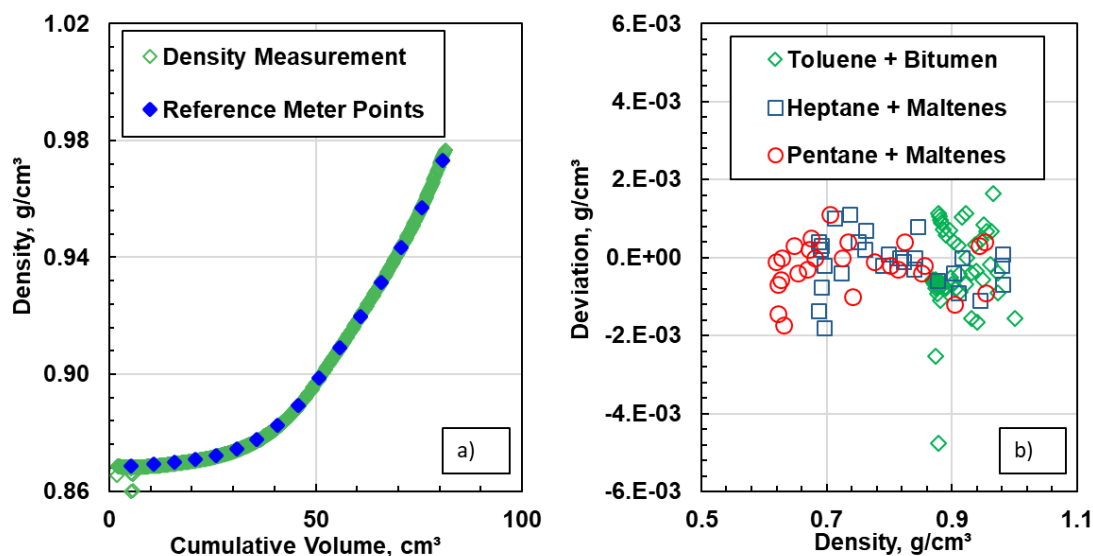 1.02
0.98
0.94
0.90
0.86
Density, g/cm³
Density Measurement
Reference Meter Points
a)
0
50
100
Cumulative Volume, cm³
6.E-03
4.E-03
2.E-03
0.E+00
-2.E-03
-4.E-03
-6.E-03
Deviation, g/cm³
Toluene + Bitumen
Heptane + Maltenes
Pentane + Maltenes
b)
0.5
0.7
0.9
1.1
Density, g/cm³